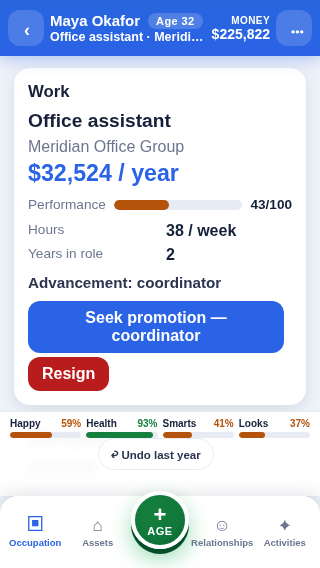 Maya Okafor Age 32
Office assistant · Meridi…
MONEY
$225,822
Work
Office assistant
Meridian Office Group
$32,524 / year
Performance 43/100
Hours 38 / week
Years in role 2
Advancement: coordinator
Seek promotion —
coordinator
Resign
Happy 59% Health 93% Smarts 41% Looks 37%
Undo last year
+
AGE
Occupation Assets Relationships Activities